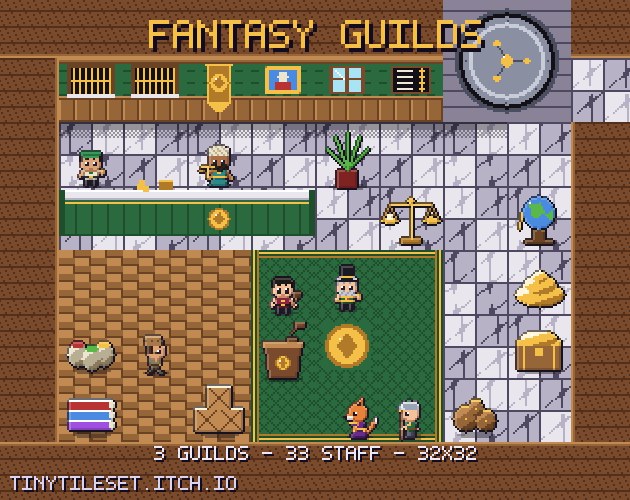 FANTASY GUILDS
3 GUILDS - 33 STAFF - 32X32
TINYTILESET.ITCH.IO